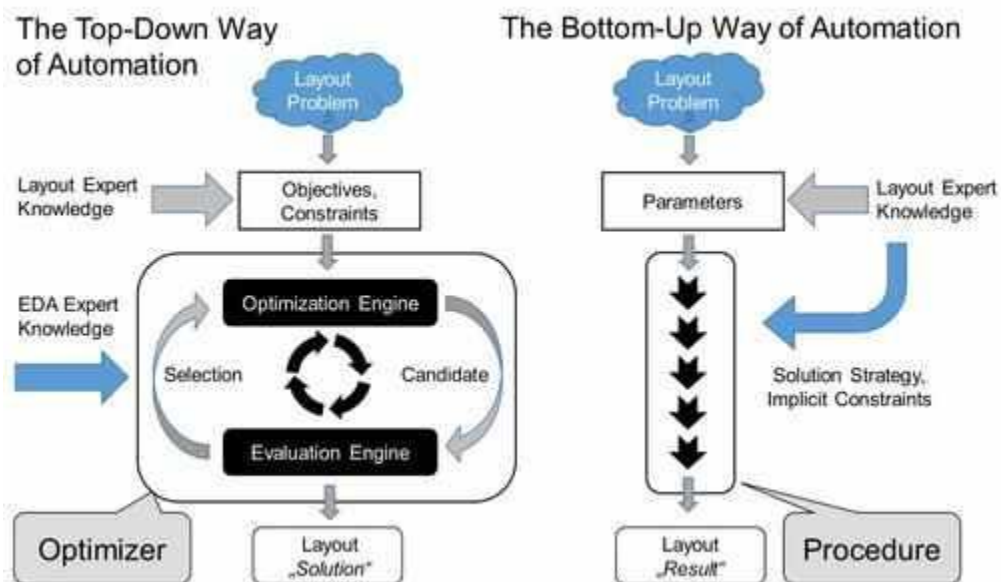 The Top-Down Way
of Automation
Layout
Problem
Layout Expert
Knowledge
Objectives,
Constraints
EDA Expert
Knowledge
Optimization Engine
Selection
Candidate
Evaluation Engine
Optimizer
Layout
„Solution“
The Bottom-Up Way of Automation
Layout
Problem
Parameters
Layout Expert
Knowledge
Solution Strategy,
Implicit Constraints
Layout
„Result“
Procedure